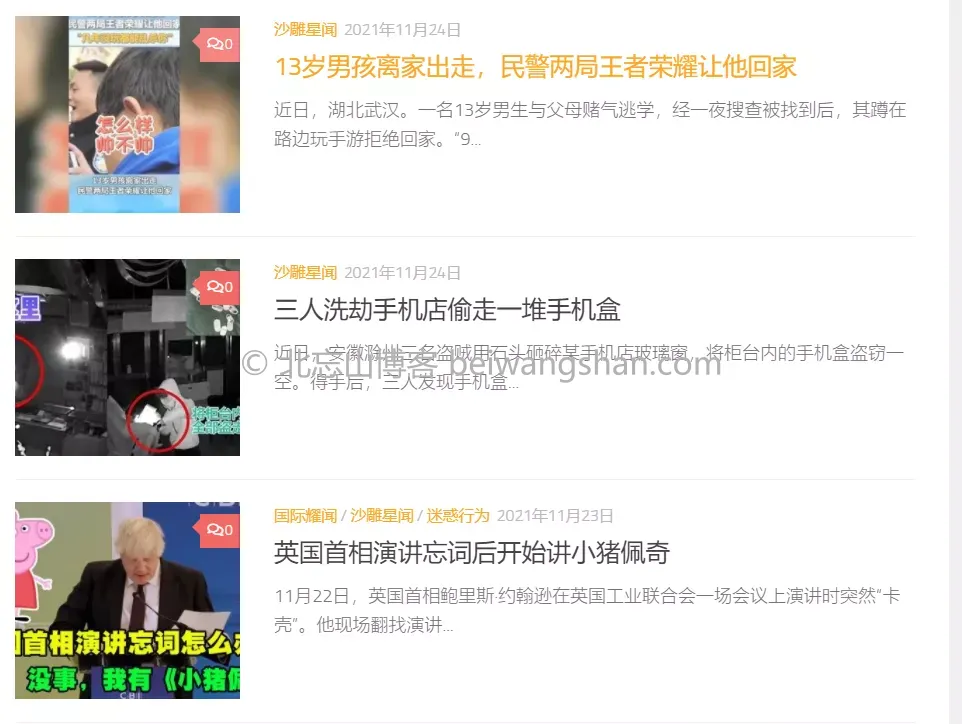 民警两局王者荣耀让他回家
0
怎么样
帅不帅
13岁男孩离家出走
民警两局王者荣耀让他回家
沙雕星闻 2021年11月24日
13岁男孩离家出走，民警两局王者荣耀让他回家
近日，湖北武汉。一名13岁男生与父母赌气逃学，经一夜搜查被找到后，其蹲在
路边玩手游拒绝回家。“9...
这里
0
将柜台内
全部盗走
沙雕星闻 2021年11月24日
三人洗劫手机店偷走一堆手机盒
近日，安徽滁州三名盗贼用石头砸碎某手机店玻璃窗，将柜台内的手机盒盗窃一
空。得手后，三人发现手机盒...
© 北忘山博客 beiwangshan.com
0
国首相演讲忘词怎么办
没事，我有《小猪佩
CBI
国际耀闻 / 沙雕星闻 / 迷惑行为 2021年11月23日
英国首相演讲忘词后开始讲小猪佩奇
11月22日，英国首相鲍里斯·约翰逊在英国工业联合会一场会议上演讲时突然“卡
壳”。他现场翻找演讲...